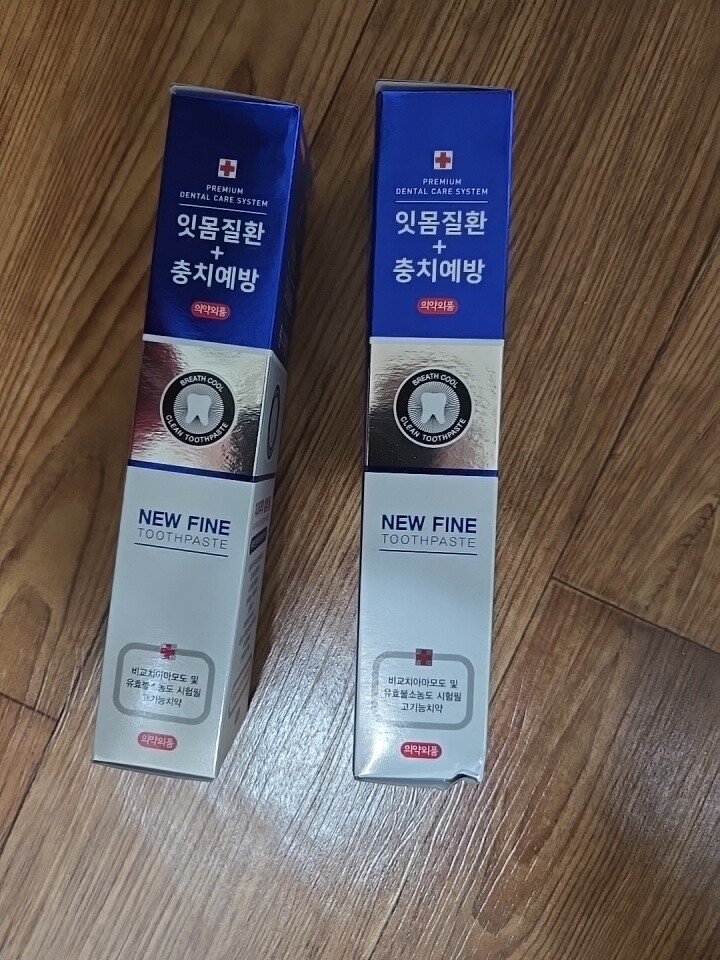 PREMIUM
DENTAL CARE SYSTEM
잇몸질환
+
충치예방
의약외품
BREATH COOL
CLEAN TOOTHPASTE
NEW FINE
TOOTHPASTE
비교치아마모도 및
유효불소농도 시험필
고기능치약
의약외품
PREMIUM
DENTAL CARE SYSTEM
잇몸질환
+
충치예방
의약외품
BREATH COOL
CLEAN TOOTHPASTE
NEW FINE
TOOTHPASTE
비교치아마모도 및
유효불소농도 시험필
고기능치약
의약외품